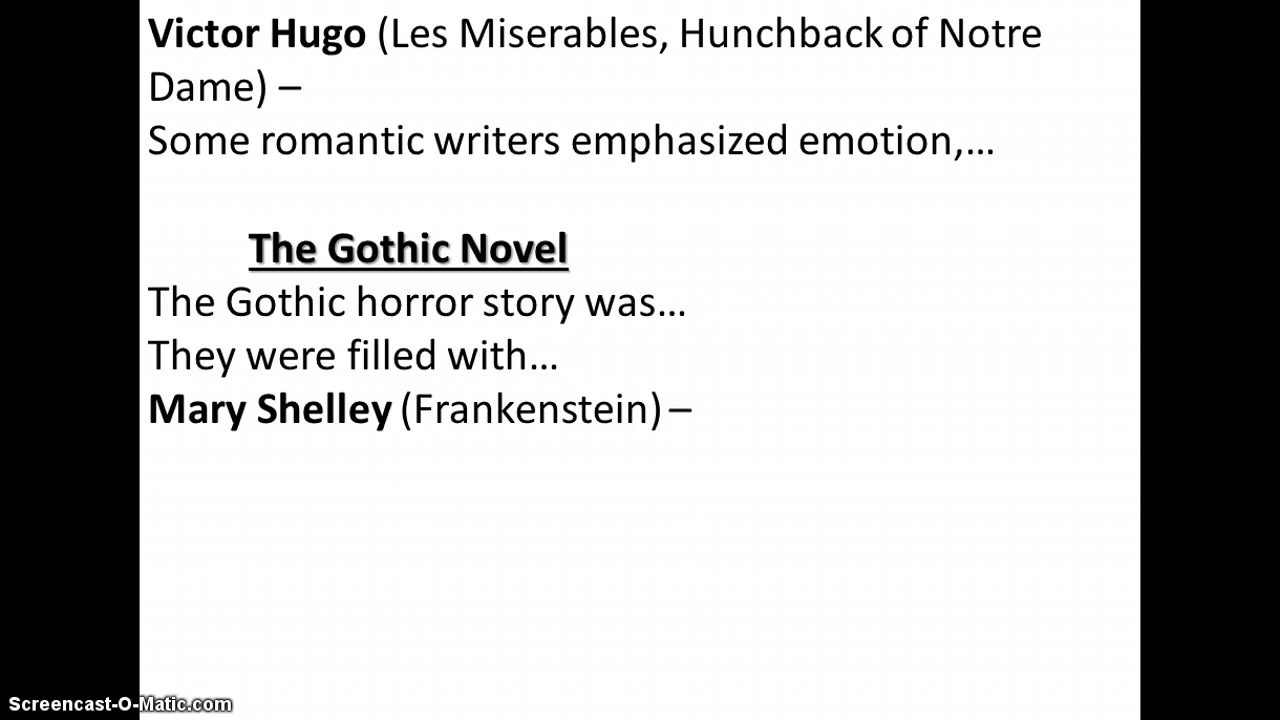 Victor Hugo (Les Miserables, Hunchback of Notre
Dame) –
Some romantic writers emphasized emotion,...
The Gothic Novel
The Gothic horror story was...
They were filled with...
Mary Shelley (Frankenstein) –
Screencast-O-Matic.com